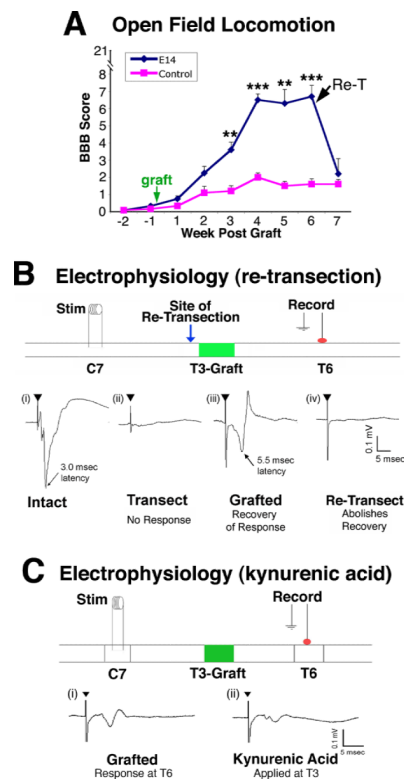 A Open Field Locomotion
21
8
7
6
5
4
3
2
1
0
BBB Score
E14
Control
graft
**
***
**
***
Re-T
-2 -1 1 2 3 4 5 6 7
Week Post Graft
B Electrophysiology (re-transection)
Stim
Site of
Re-Transection
Record
C7 T3-Graft T6
(i) (ii) (iii) (iv)
3.0 msec
latency
5.5 msec
latency
0.1 mV
5 msec
Intact Transect Grafted Re-Transect
No Response
Recovery
of Response
Abolishes
Recovery
C Electrophysiology (kynurenic acid)
Stim
Record
C7 T3-Graft T6
(i) (ii)
0.1 mV
5 msec
Grafted Kynurenic Acid
Response at T6 Applied at T3